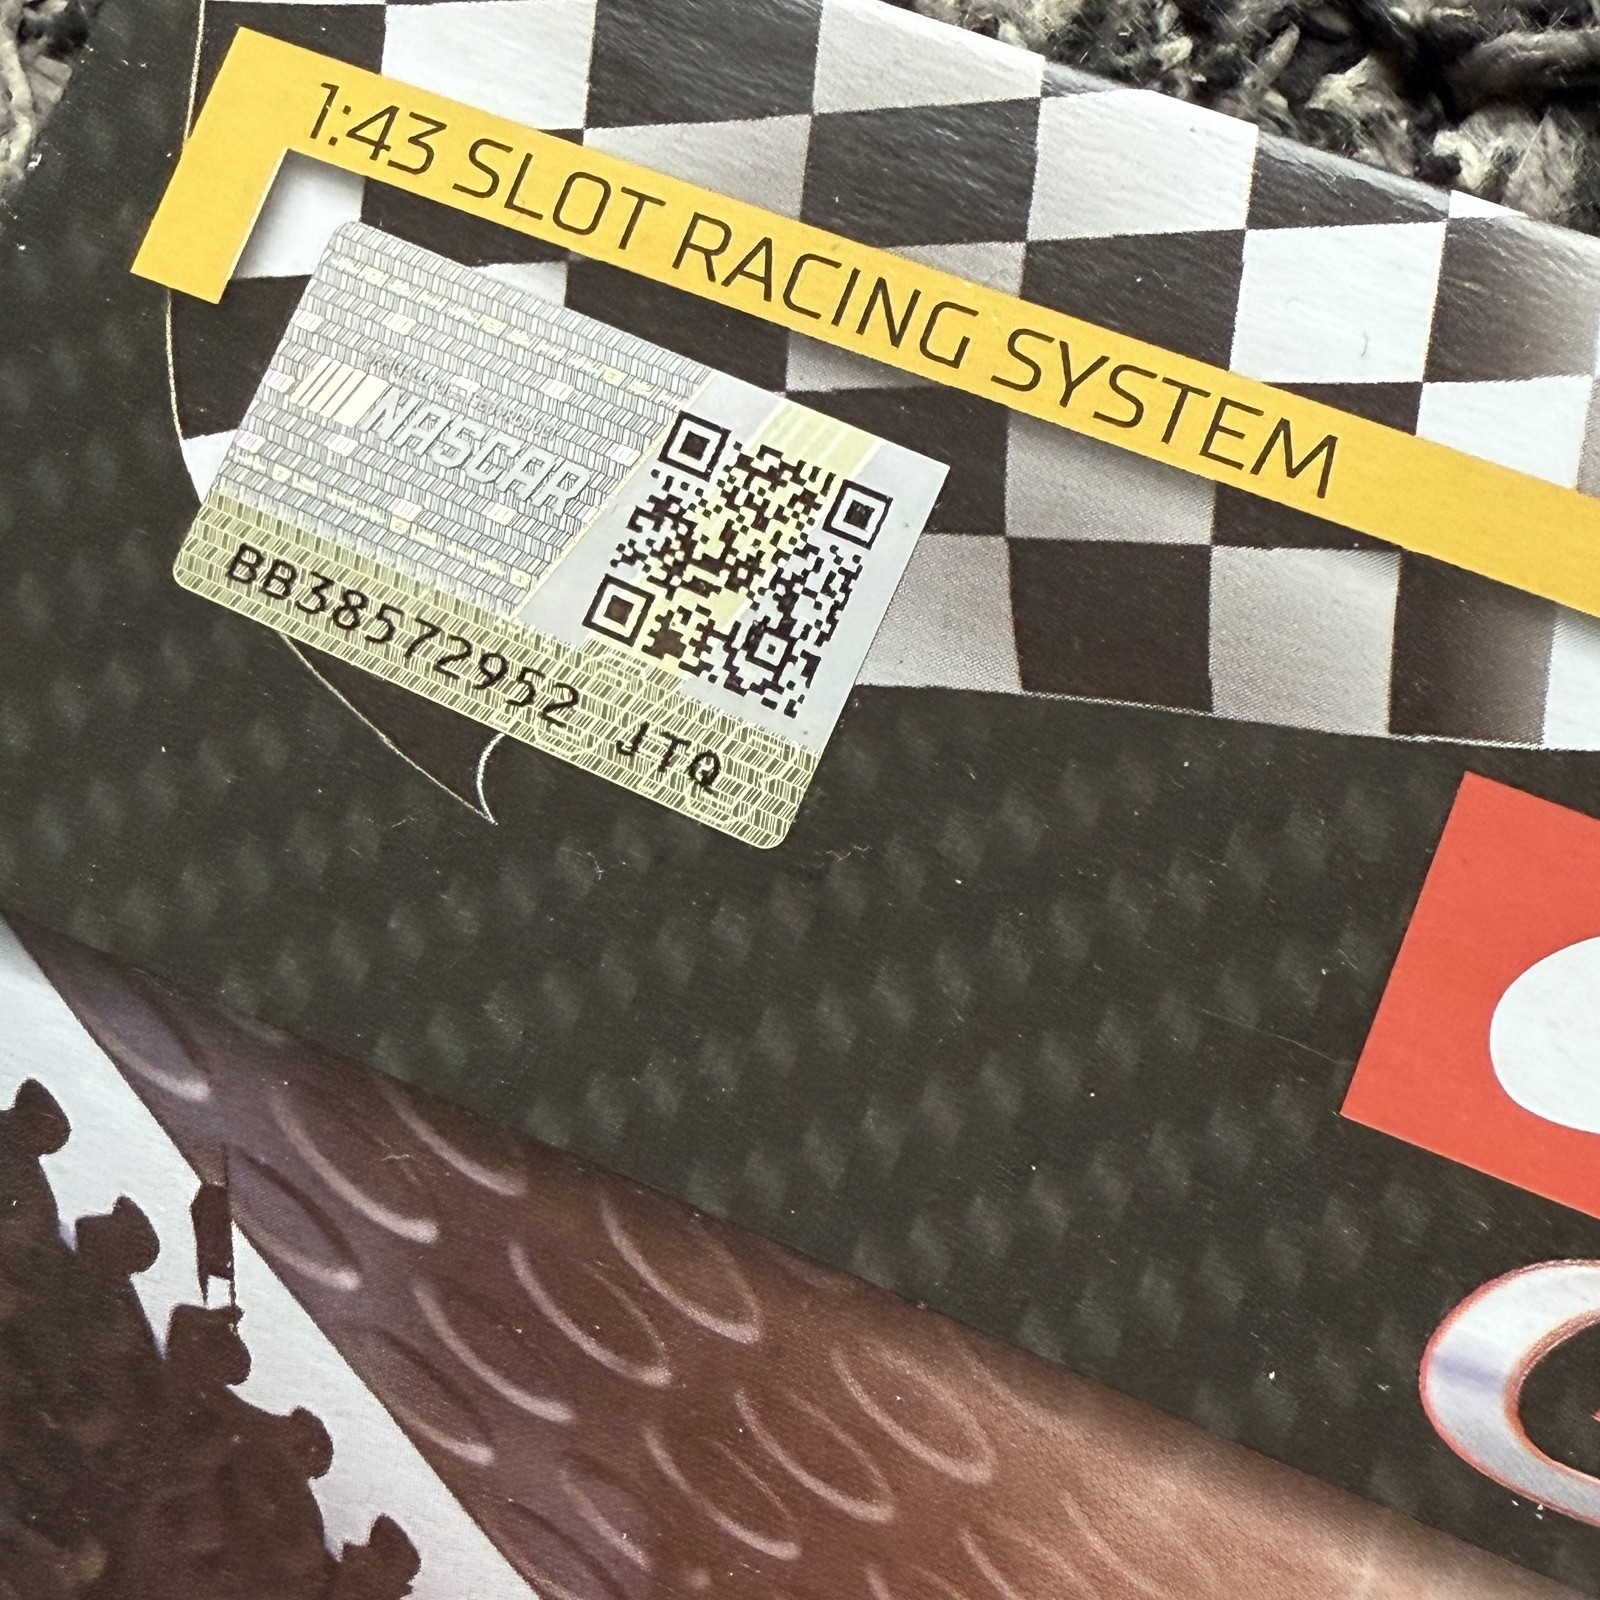 1:43 SLOT RACING SYSTEM
NASCAR
BB38572952 JTQ